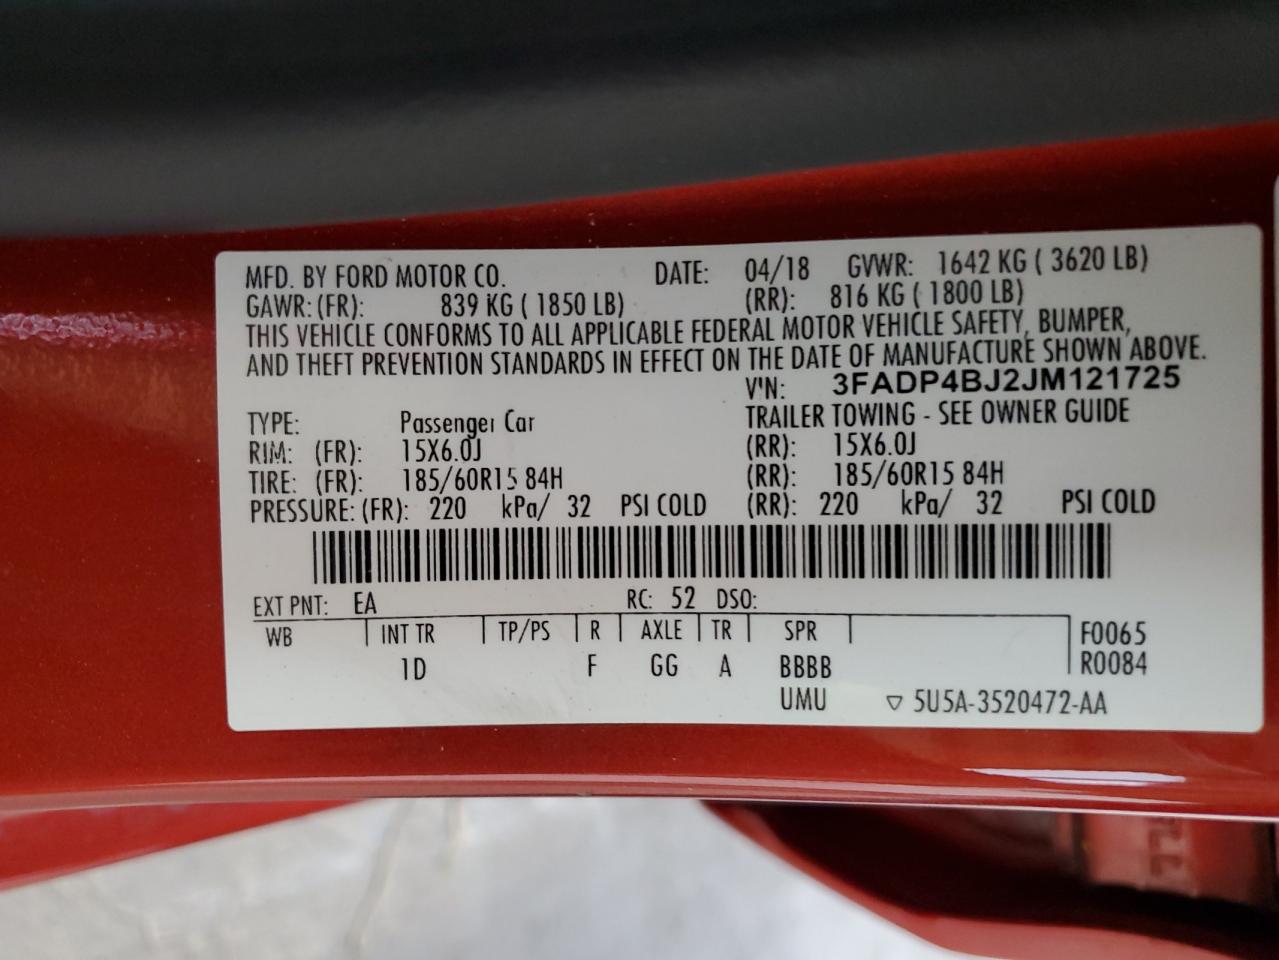 MFD. BY FORD MOTOR CO. DATE: 04/18 GVWR: 1642 KG ( 3620 LB)
GAWR: (FR): 839 KG ( 1850 LB) (RR): 816 KG ( 1800 LB)
THIS VEHICLE CONFORMS TO ALL APPLICABLE FEDERAL MOTOR VEHICLE SAFETY, BUMPER,
AND THEFT PREVENTION STANDARDS IN EFFECT ON THE DATE OF MANUFACTURE SHOWN ABOVE.
VIN: 3FADP4BJ2JM121725
TYPE: Passenger Car TRAILER TOWING - SEE OWNER GUIDE
RIM: (FR): 15X6.0J (RR): 15X6.0J
TIRE: (FR): 185/60R15 84H (RR): 185/60R15 84H
PRESSURE: (FR): 220 kPa/ 32 PSI COLD (RR): 220 kPa/ 32 PSI COLD
EXT PNT: EA RC: 52 DSO:
WB INT TR TP/PS R AXLE TR SPR F0065
1D F GG A BBBB R0084
UMU ▽ 5U5A-3520472-AA